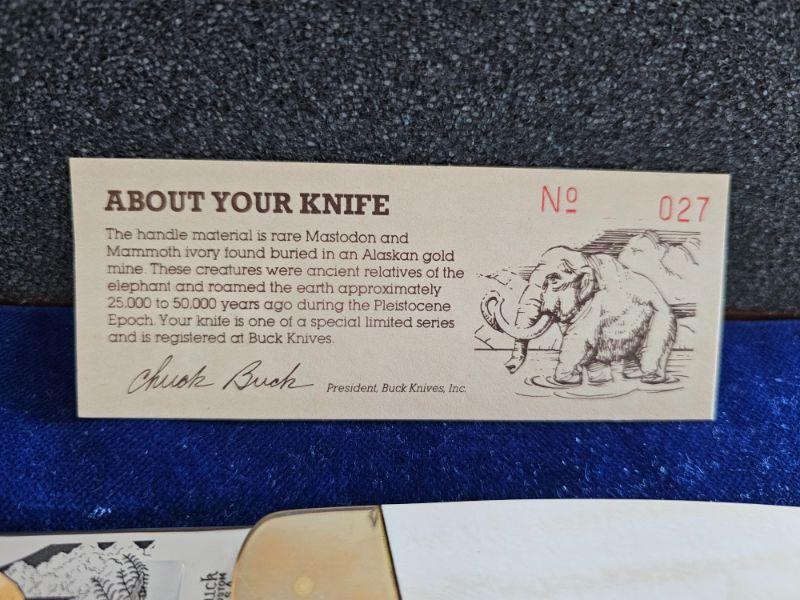 ABOUT YOUR KNIFE
Nº 027
The handle material is rare Mastodon and
Mammoth ivory found buried in an Alaskan gold
mine. These creatures were ancient relatives of the
elephant and roamed the earth approximately
25,000 to 50,000 years ago during the Pleistocene
Epoch. Your knife is one of a special limited series
and is registered at Buck Knives.
Chuck Buck
President, Buck Knives, Inc.